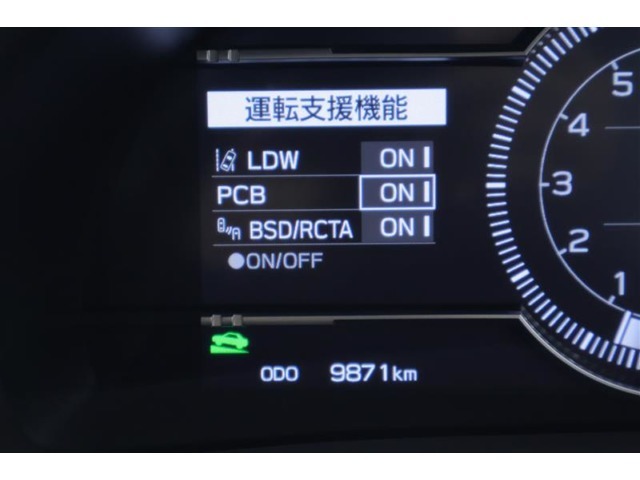 運転支援機能
LDW ON
PCB ON
BSD/RCTA ON
●ON/OFF
5
4
3
2
1
ODO 9871km